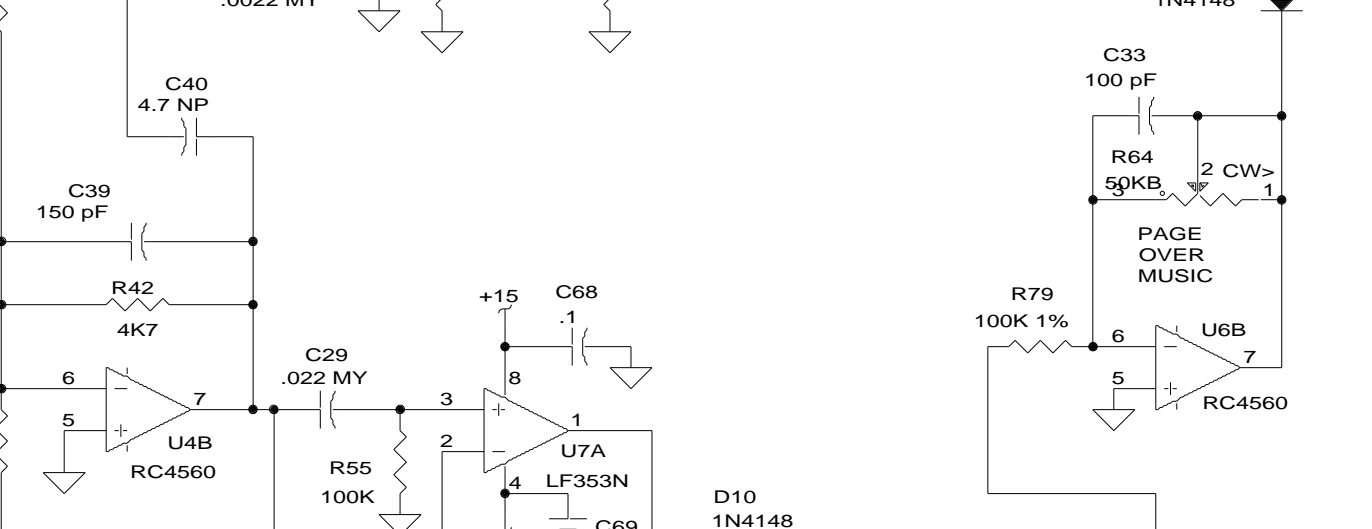 .0022 MY
1N4148
C33
100 pF
C40
4.7 NP
R64
50KB
3
2
CW>
1
C39
150 pF
PAGE
OVER
MUSIC
R42
4K7
+15
C68
.1
R79
100K 1%
6
U6B
7
5
RC4560
C29
.022 MY
8
6
7
5
U4B
RC4560
3
2
1
U7A
LF353N
4
R55
100K
C69
D10
1N4148